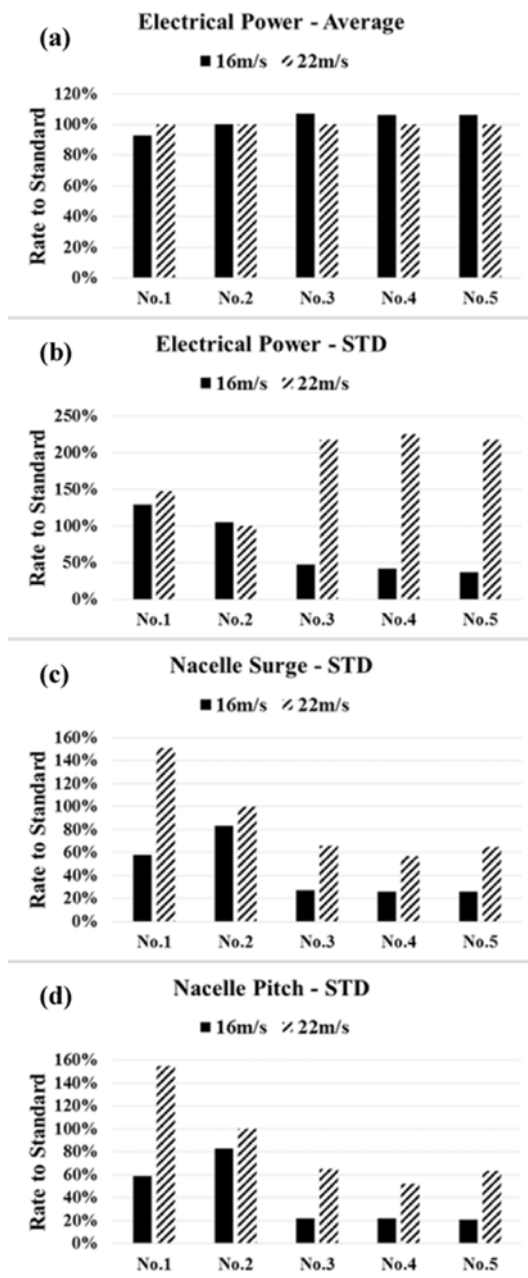 (a)
Electrical Power - Average
16m/s 22m/s
Rate to Standard
120%
100%
80%
60%
40%
20%
0%
No.1 No.2 No.3 No.4 No.5
(b)
Electrical Power - STD
16m/s 22m/s
Rate to Standard
250%
200%
150%
100%
50%
0%
No.1 No.2 No.3 No.4 No.5
(c)
Nacelle Surge - STD
16m/s 22m/s
Rate to Standard
160%
140%
120%
100%
80%
60%
40%
20%
0%
No.1 No.2 No.3 No.4 No.5
(d)
Nacelle Pitch - STD
16m/s 22m/s
Rate to Standard
160%
140%
120%
100%
80%
60%
40%
20%
0%
No.1 No.2 No.3 No.4 No.5